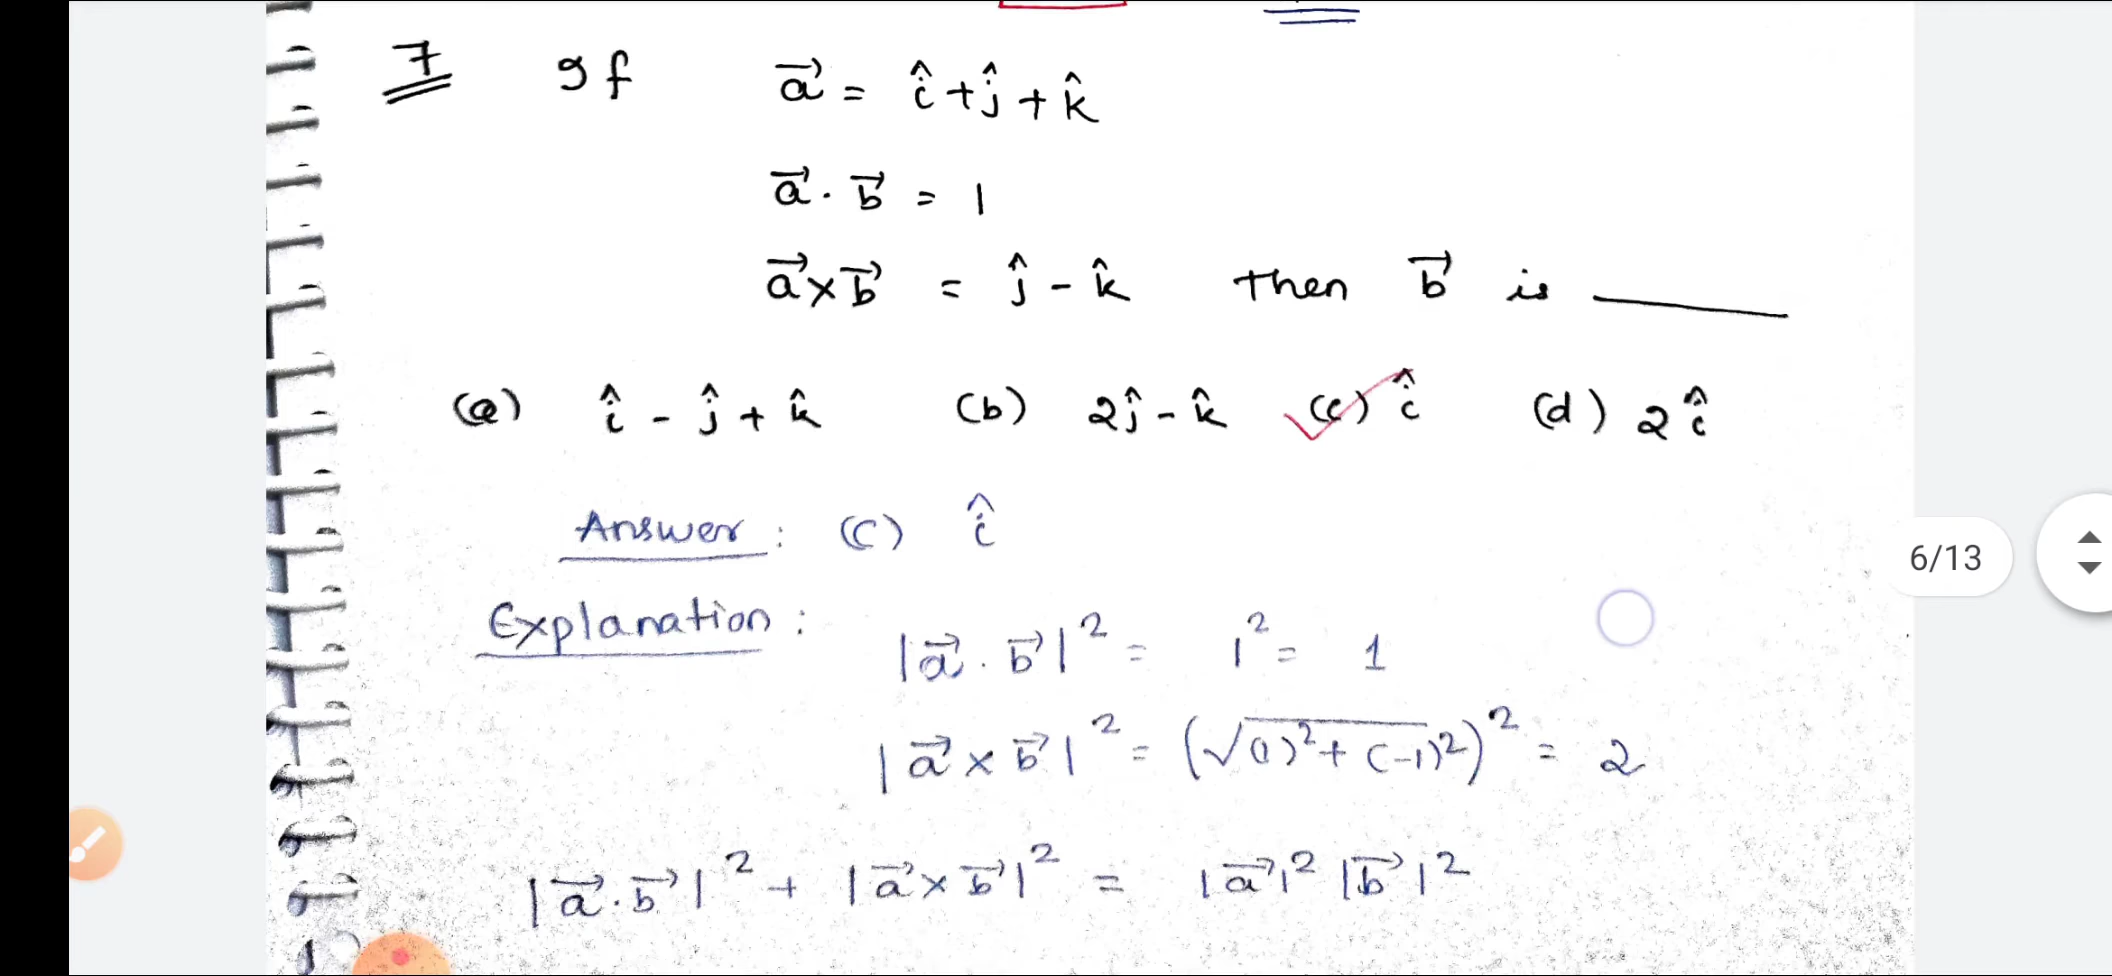 7 If a⃗ = î + ĵ + k̂
a⃗ . b⃗ = 1
a⃗ × b⃗ = ĵ - k̂ then b⃗ is ______
(a) î - ĵ + k̂ (b) 2ĵ - k̂ (c) î (d) 2î
Answer : (C) î
Explanation : |a⃗ . b⃗|² = 1² = 1
|a⃗ × b⃗|² = (√(1)² + (-1)²)² = 2
|a⃗ . b⃗|² + |a⃗ × b⃗|² = |a⃗|² |b⃗|²
6/13